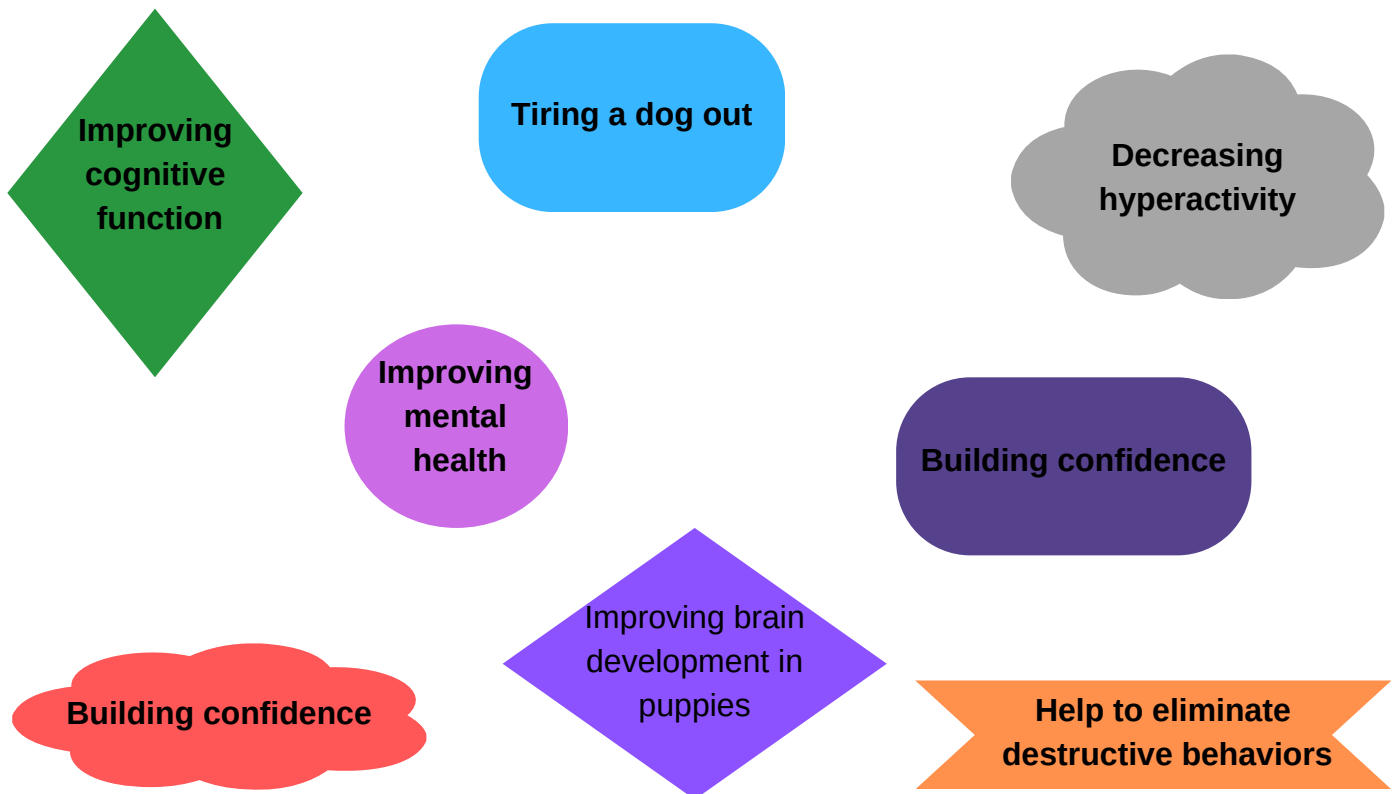 Improving
cognitive
function
Tiring a dog out
Decreasing
hyperactivity
Improving
mental
health
Building confidence
Improving brain
development in
puppies
Building confidence
Help to eliminate
destructive behaviors